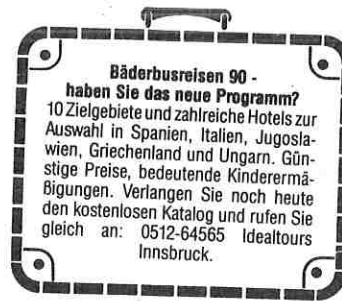 Bäderbusreisen 90 -
haben Sie das neue Programm?
10 Zielgebiete und zahlreiche Hotels zur
Auswahl in Spanien, Italien, Jugosla-
wien, Griechenland und Ungarn. Gün-
stige Preise, bedeutende Kinderermä-
ßigungen. Verlangen Sie noch heute
den kostenlosen Katalog und rufen Sie
gleich an: 0512-64565 Idealtours
Innsbruck.